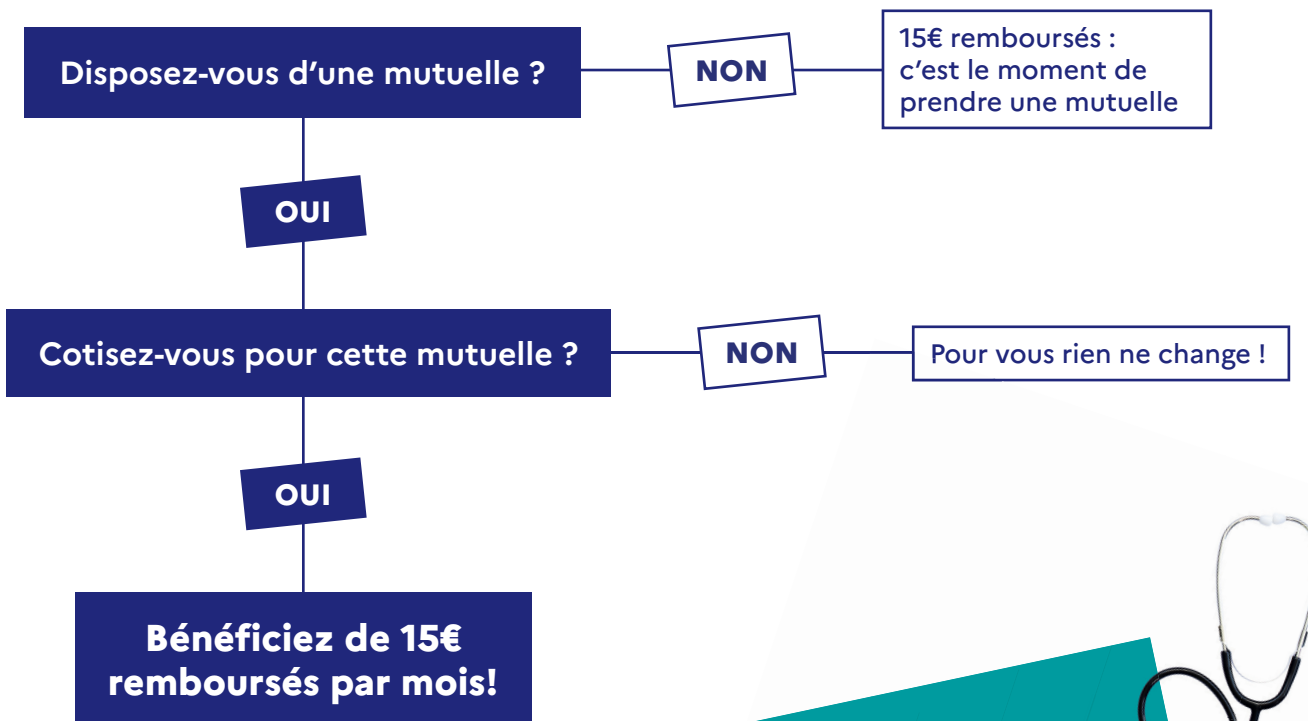 Disposez-vous d'une mutuelle ?
NON
15€ remboursés :
c'est le moment de
prendre une mutuelle
OUI
Cotisez-vous pour cette mutuelle ?
NON
Pour vous rien ne change !
OUI
Bénéficiez de 15€
remboursés par mois!